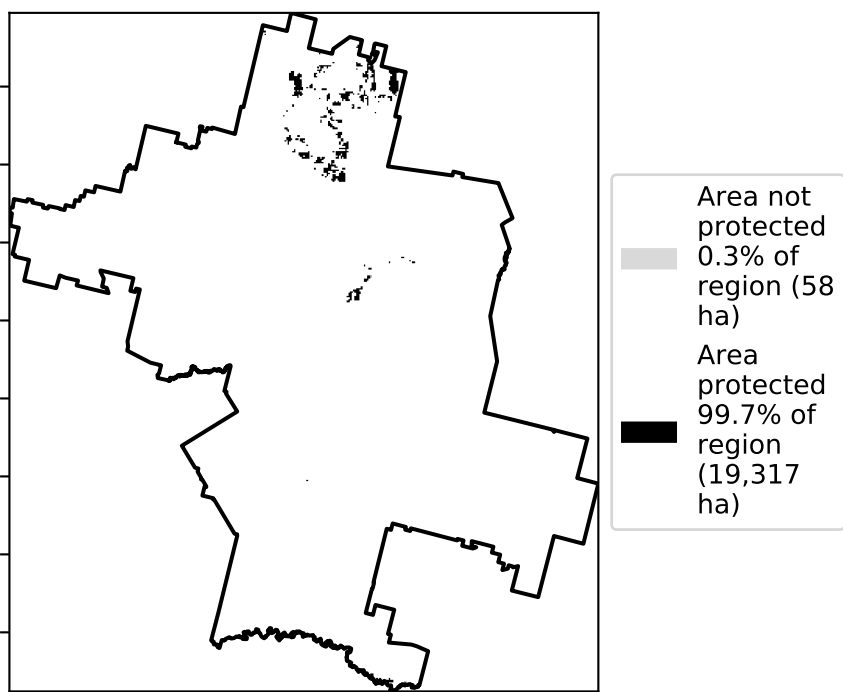 Area not
protected
0.3% of
region (58
ha)
Area
protected
99.7% of
region
(19,317
ha)